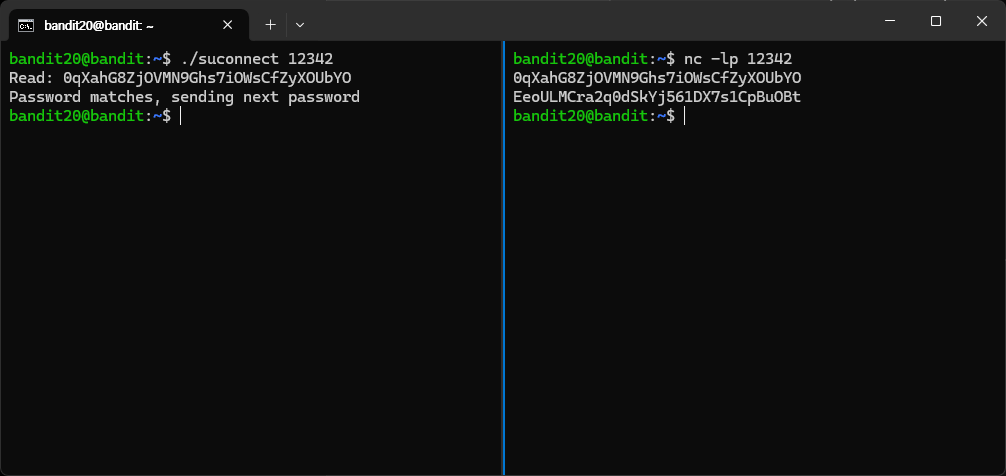 bandit20@bandit: ~
bandit20@bandit:~$ ./suconnect 12342
Read: 0qXahG8ZjOVMN9Ghs7iOWsCfZyXOUbYO
Password matches, sending next password
bandit20@bandit:~$
bandit20@bandit:~$ nc -lp 12342
0qXahG8ZjOVMN9Ghs7iOWsCfZyXOUbYO
EeoULMCra2q0dSkYj561DX7s1CpBuOBt
bandit20@bandit:~$